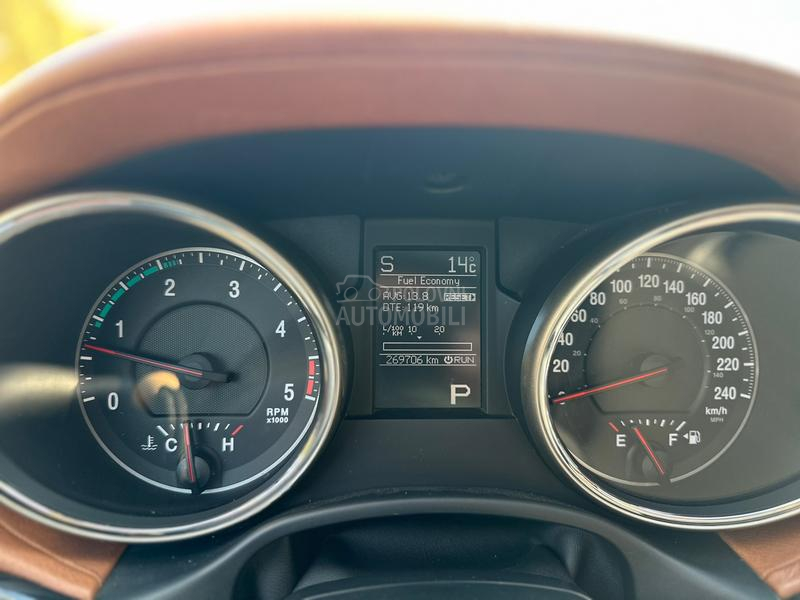 S 14°C
Fuel Economy
AVG:13.8 RESET
DTE: 119 km
L/100 KM 10 20
269706 km RUN
P
0 1 2 3 4 5
RPM
x1000
C H
0 20 40 60 80 100 120 140 160 180 200 220 240
km/h
MPH
E F
POLOVNI
AUTOMOBILI